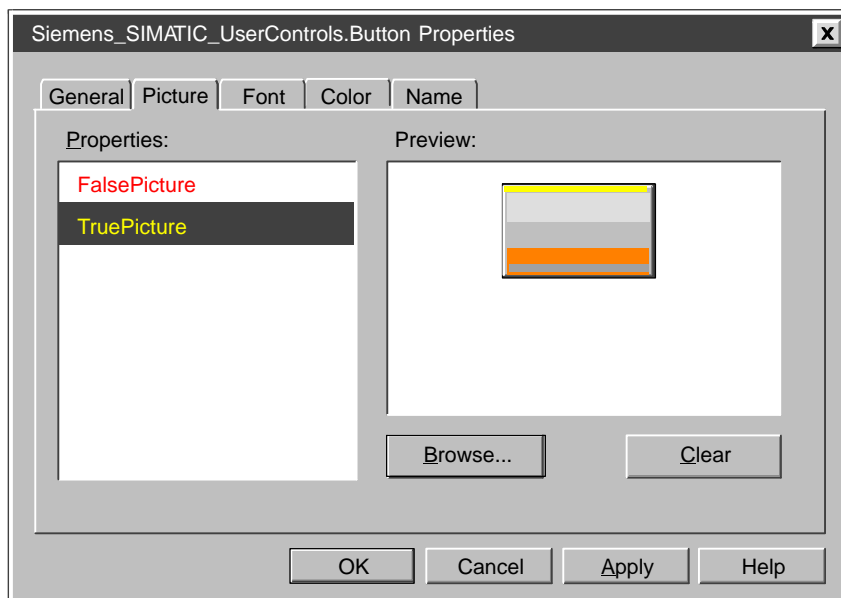 Siemens_SIMATIC_UserControls.Button Properties X
General Picture Font Color Name
Properties: Preview:
FalsePicture
TruePicture
Browse... Clear
OK Cancel Apply Help